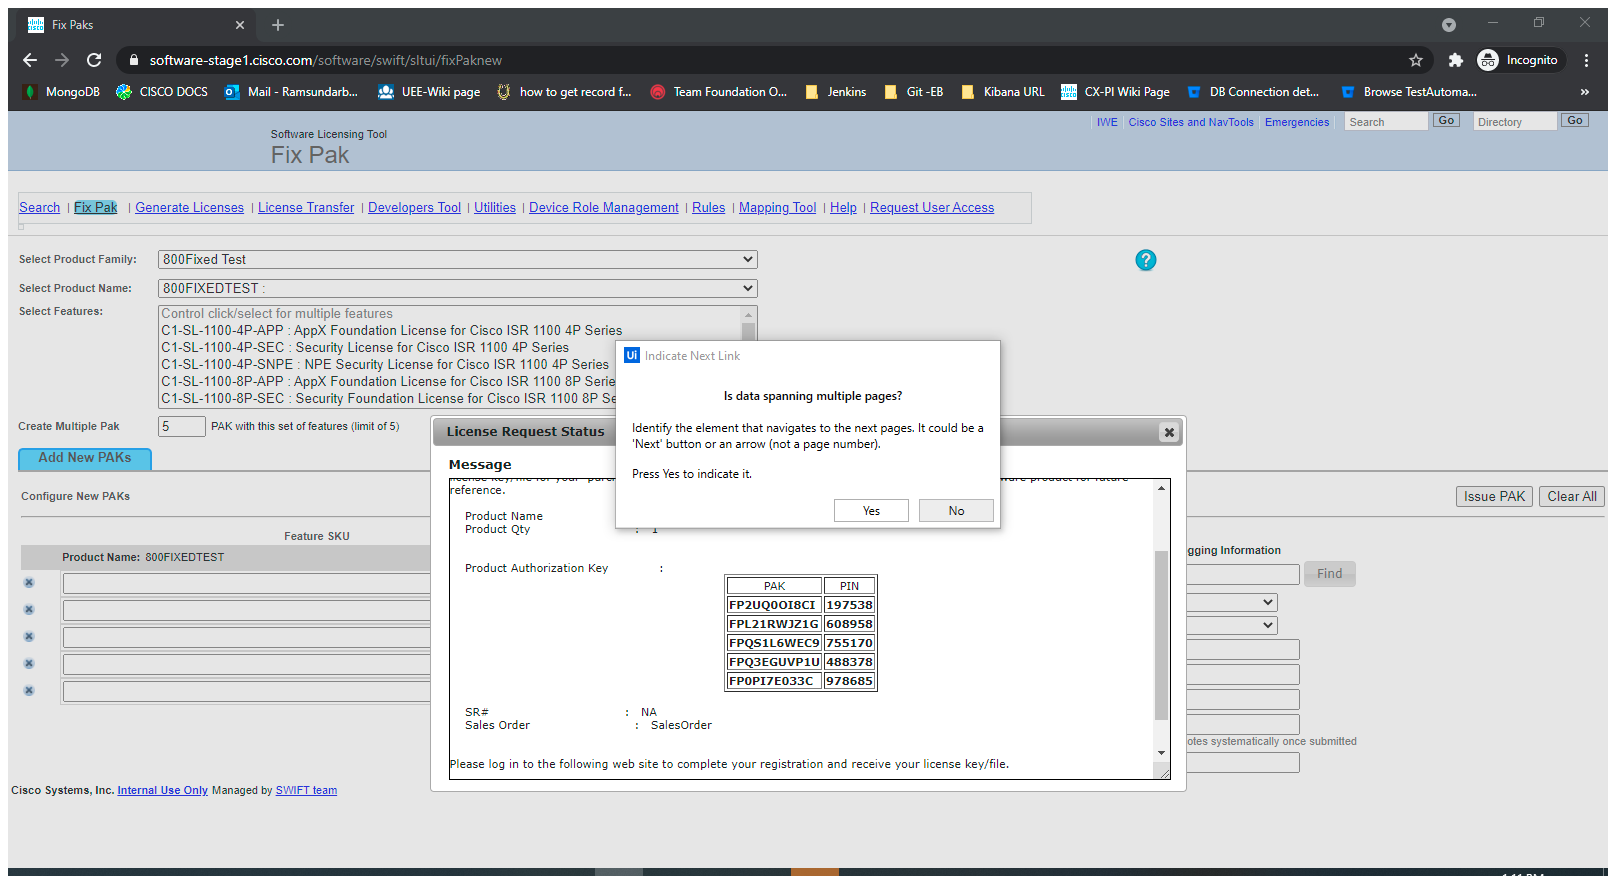 Fix Paks
software-stage1.cisco.com/software/swift/sltui/fixPaknew
Incognito
MongoDB
CISCO DOCS
Mail - Ramsundarb...
UEE-Wiki page
how to get record f...
Team Foundation O...
Jenkins
Git -EB
Kibana URL
CX-PI Wiki Page
DB Connection det...
Browse TestAutoma...
»
IWE | Cisco Sites and NavTools | Emergencies
Search
Go
Directory
Go
Software Licensing Tool
Fix Pak
Search | Fix Pak | Generate Licenses | License Transfer | Developers Tool | Utilities | Device Role Management | Rules | Mapping Tool | Help | Request User Access
Select Product Family: 800Fixed Test
?
Select Product Name: 800FIXEDTEST :
Select Features: Control click/select for multiple features
C1-SL-1100-4P-APP : AppX Foundation License for Cisco ISR 1100 4P Series
C1-SL-1100-4P-SEC : Security License for Cisco ISR 1100 4P Series
C1-SL-1100-4P-SNPE : NPE Security License for Cisco ISR 1100 4P Series
C1-SL-1100-8P-APP : AppX Foundation License for Cisco ISR 1100 8P Serie
C1-SL-1100-8P-SEC : Security Foundation License for Cisco ISR 1100 8P Se
Create Multiple Pak 5 PAK with this set of features (limit of 5)
Ui Indicate Next Link
Is data spanning multiple pages?
Identify the element that navigates to the next pages. It could be a
'Next' button or an arrow (not a page number).
Press Yes to indicate it.
Yes
No
Add New PAKs
Configure New PAKs
Issue PAK
Clear All
Feature SKU
Product Name: 800FIXEDTEST
License Request Status
Message
reference.
Product Name
Product Qty : 1
Product Authorization Key :
PAK PIN
FP2UQ0OI8CI 197538
FPL21RWJZ1G 608958
FPQS1L6WEC9 755170
FPQ3EGUVP1U 488378
FP0PI7E033C 978685
SR# : NA
Sales Order : SalesOrder
Please log in to the following web site to complete your registration and receive your license key/file.
gging Information
Find
otes systematically once submitted
Cisco Systems, Inc. Internal Use Only Managed by SWIFT team